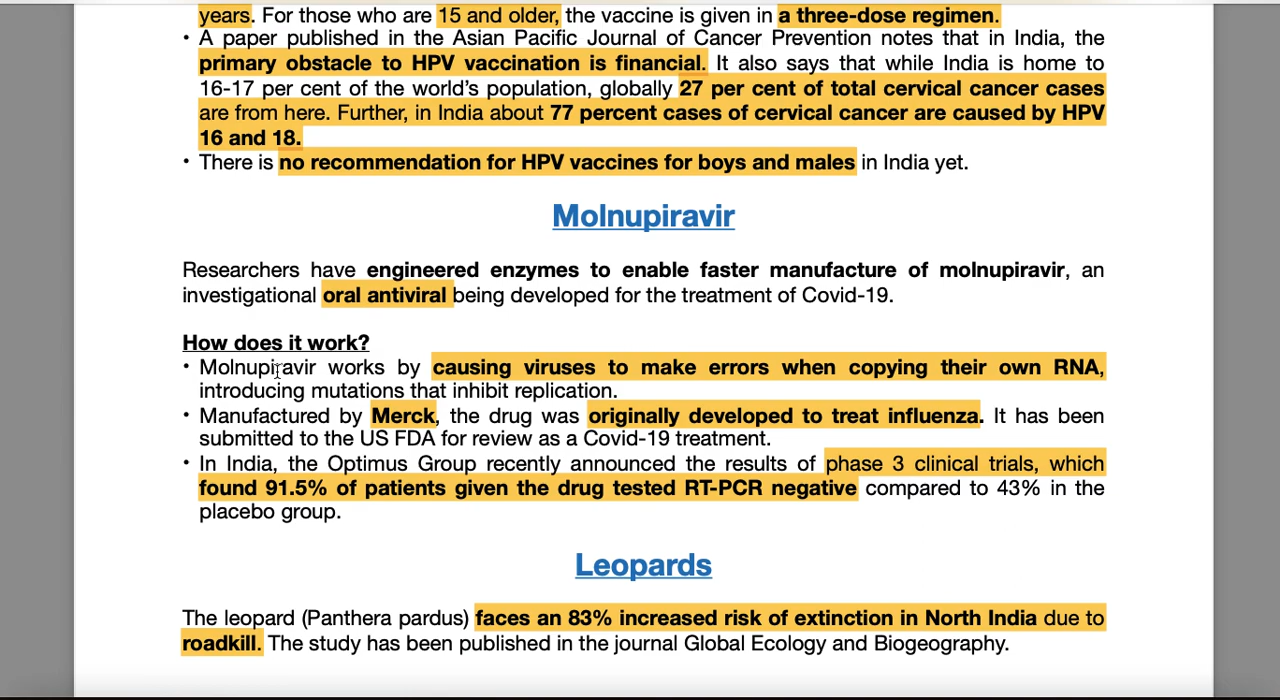 years. For those who are 15 and older, the vaccine is given in a three-dose regimen.
• A paper published in the Asian Pacific Journal of Cancer Prevention notes that in India, the
primary obstacle to HPV vaccination is financial. It also says that while India is home to
16-17 per cent of the world's population, globally 27 per cent of total cervical cancer cases
are from here. Further, in India about 77 percent cases of cervical cancer are caused by HPV
16 and 18.
• There is no recommendation for HPV vaccines for boys and males in India yet.
Molnupiravir
Researchers have engineered enzymes to enable faster manufacture of molnupiravir, an
investigational oral antiviral being developed for the treatment of Covid-19.
How does it work?
• Molnupiravir works by causing viruses to make errors when copying their own RNA,
introducing mutations that inhibit replication.
• Manufactured by Merck, the drug was originally developed to treat influenza. It has been
submitted to the US FDA for review as a Covid-19 treatment.
• In India, the Optimus Group recently announced the results of phase 3 clinical trials, which
found 91.5% of patients given the drug tested RT-PCR negative compared to 43% in the
placebo group.
Leopards
The leopard (Panthera pardus) faces an 83% increased risk of extinction in North India due to
roadkill. The study has been published in the journal Global Ecology and Biogeography.